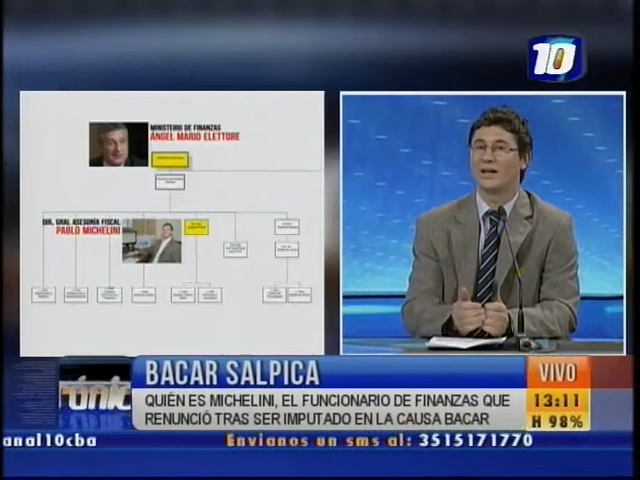 10
MINISTERIO DE FINANZAS
ÁNGEL MARIO ELETTORE
DIR. GRAL ASESORÍA FISCAL
PABLO MICHELINI
BACAR SALPICA
VIVO
QUIÉN ES MICHELINI, EL FUNCIONARIO DE FINANZAS QUE
RENUNCIÓ TRAS SER IMPUTADO EN LA CAUSA BACAR
13:11
H 98%
únic
anal10cba
Envianos un sms al: 3515171770